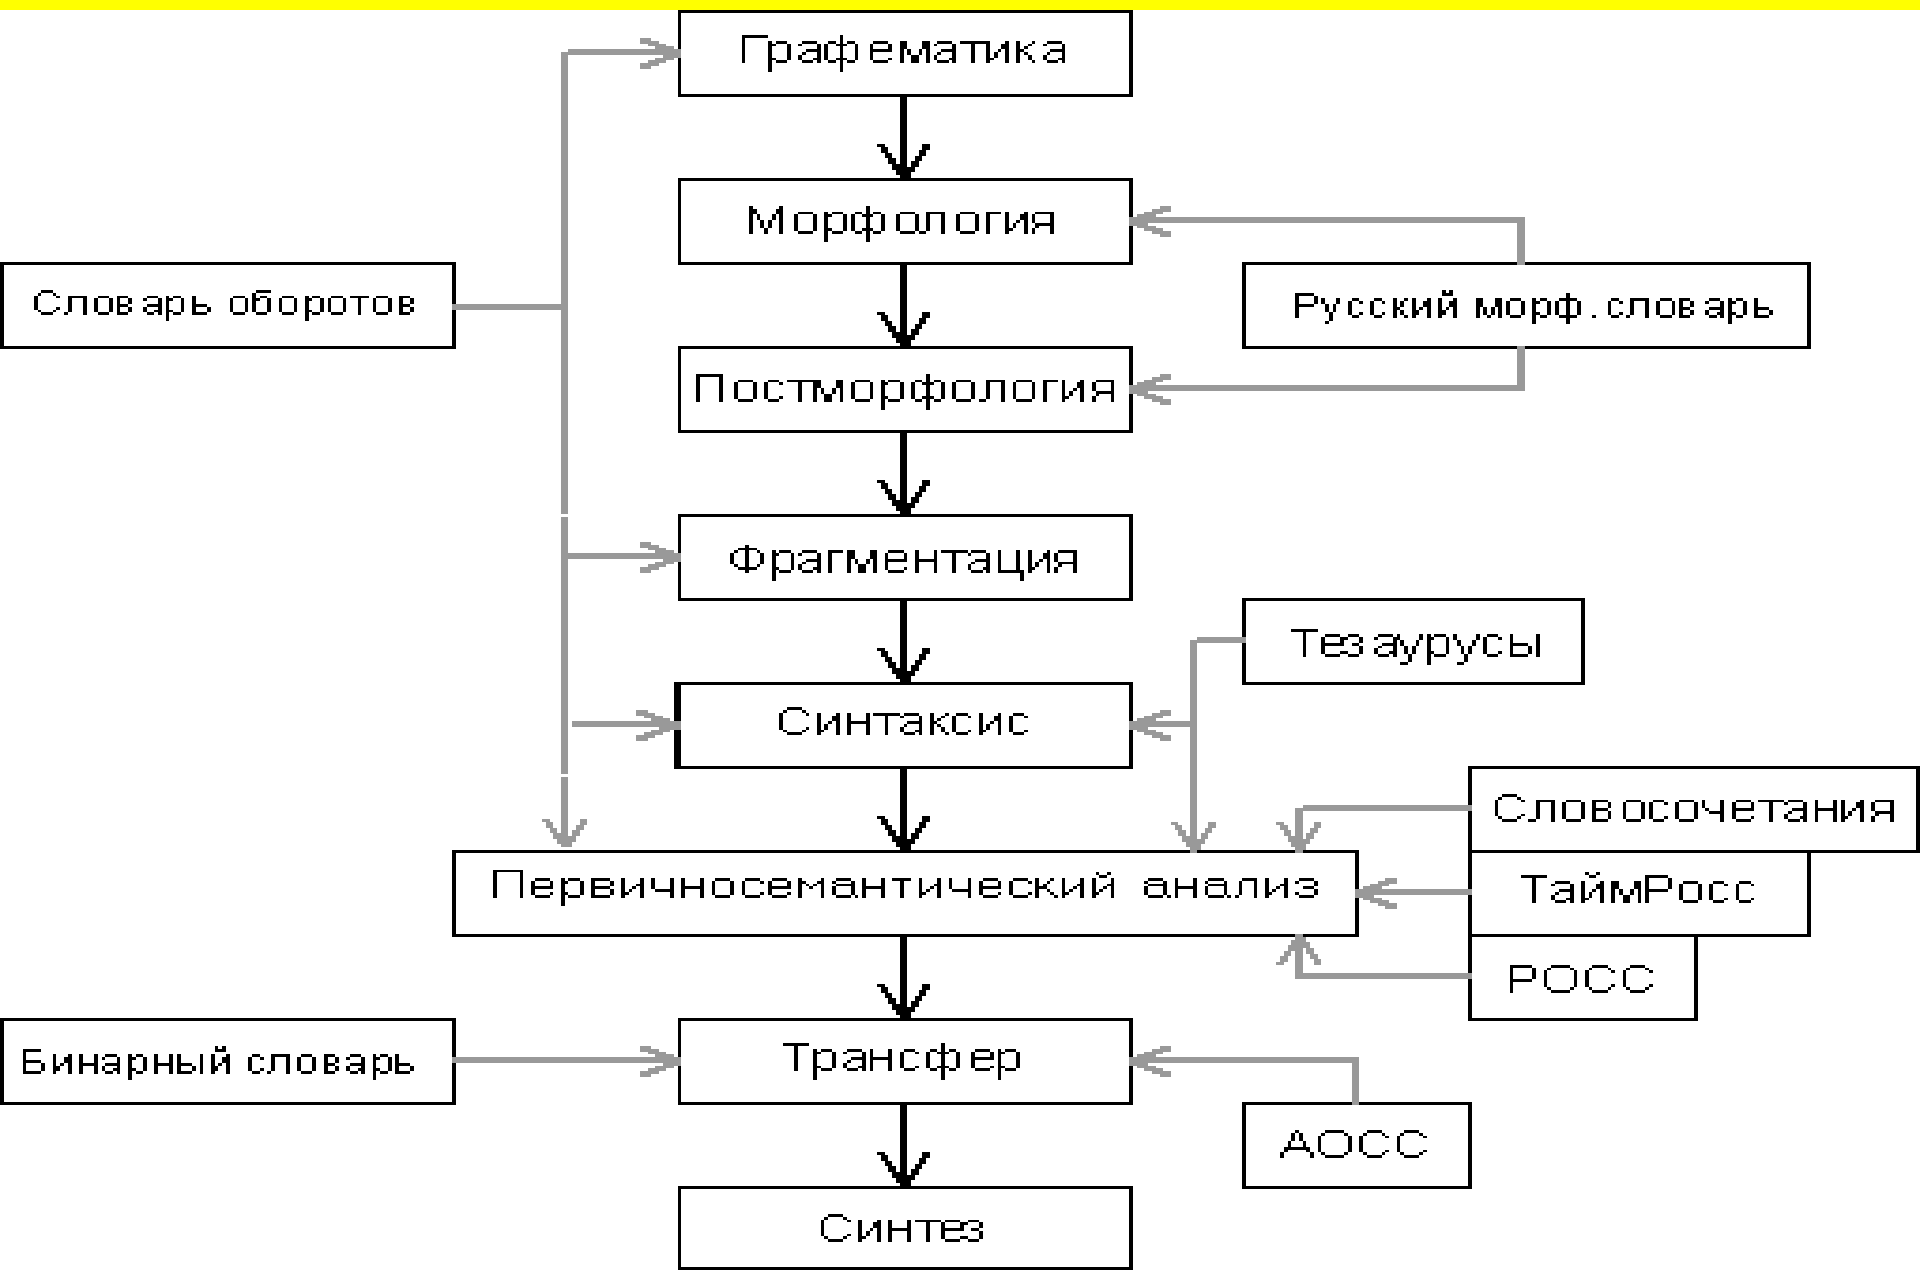 Графематика
Морфология
Словарь оборотов
Русский морф.словарь
Постморфология
Фрагментация
Тезаурусы
Синтаксис
Словосочетания
Первичносемантический анализ
ТаймРосс
РОСС
Бинарный словарь
Трансфер
АОСС
Синтез